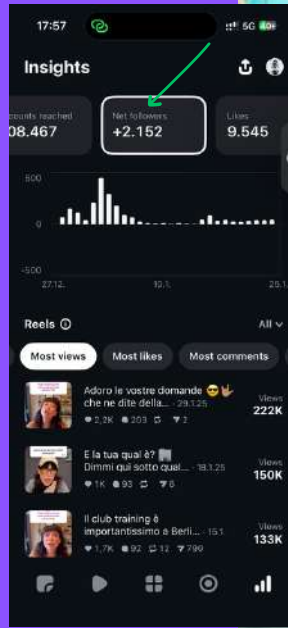 17:57
5G 40+
Insights
Accounts reached
08.467
Net followers
+2.152
Likes
9.545
500
0
-500
27.12.
10.1.
25.1.
Reels
All
Most views
Most likes
Most comments
Adoro le vostre domande 😍🤟
che ne dite della... · 29.1.25
2,2K 203 2
Views
222K
E la tua qual è?
Dimmi qui sotto qual... · 18.1.25
1K 93 8
Views
150K
Il club training è
importantissimo a Berli... · 15.1
1,7K 92 12 799
Views
133K